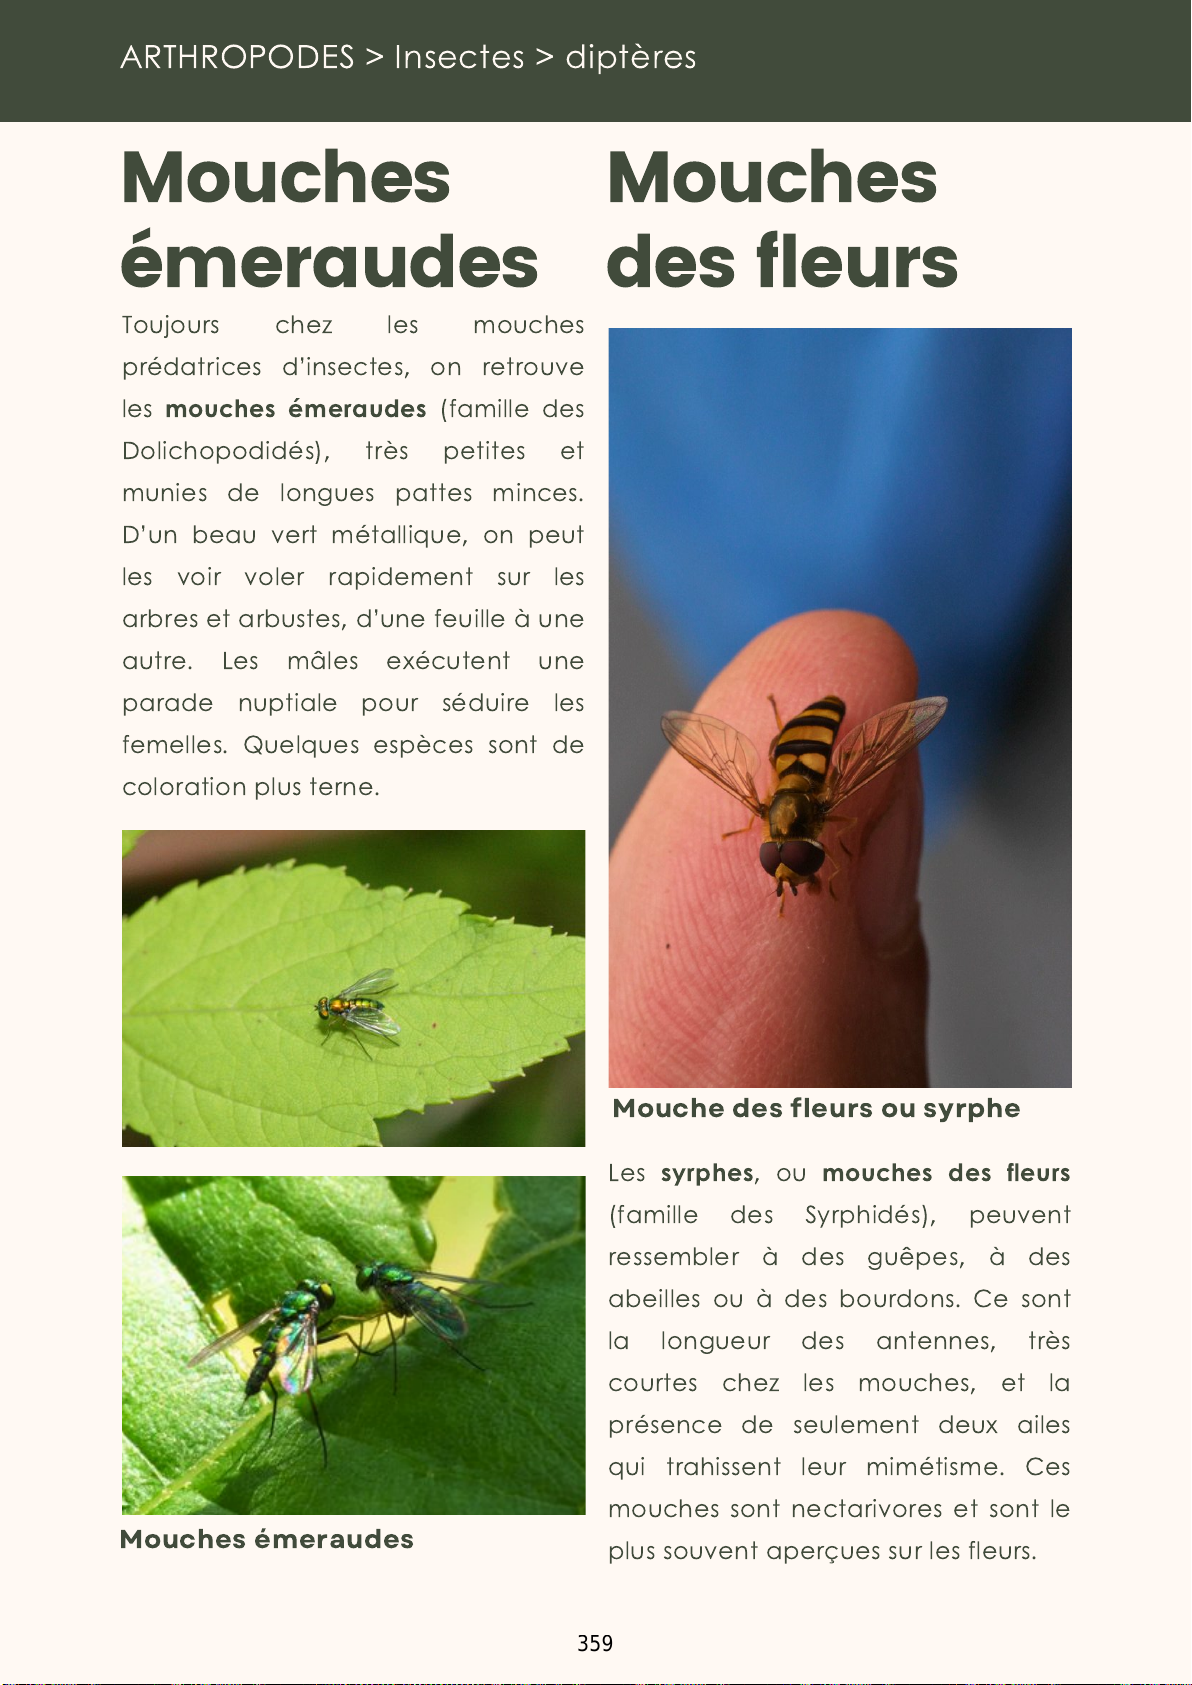 ARTHROPODES > Insectes > diptères
Mouches
émeraudes
Toujours chez les mouches
prédatrices d'insectes, on retrouve
les mouches émeraudes (famille des
Dolichopodidés), très petites et
munies de longues pattes minces.
D'un beau vert métallique, on peut
les voir voler rapidement sur les
arbres et arbustes, d'une feuille à une
autre. Les mâles exécutent une
parade nuptiale pour séduire les
femelles. Quelques espèces sont de
coloration plus terne.
Mouches émeraudes
Mouches
des fleurs
Mouche des fleurs ou syrphe
Les syrphes, ou mouches des fleurs
(famille des Syrphidés), peuvent
ressembler à des guêpes, à des
abeilles ou à des bourdons. Ce sont
la longueur des antennes, très
courtes chez les mouches, et la
présence de seulement deux ailes
qui trahissent leur mimétisme. Ces
mouches sont nectarivores et sont le
plus souvent aperçues sur les fleurs.
359